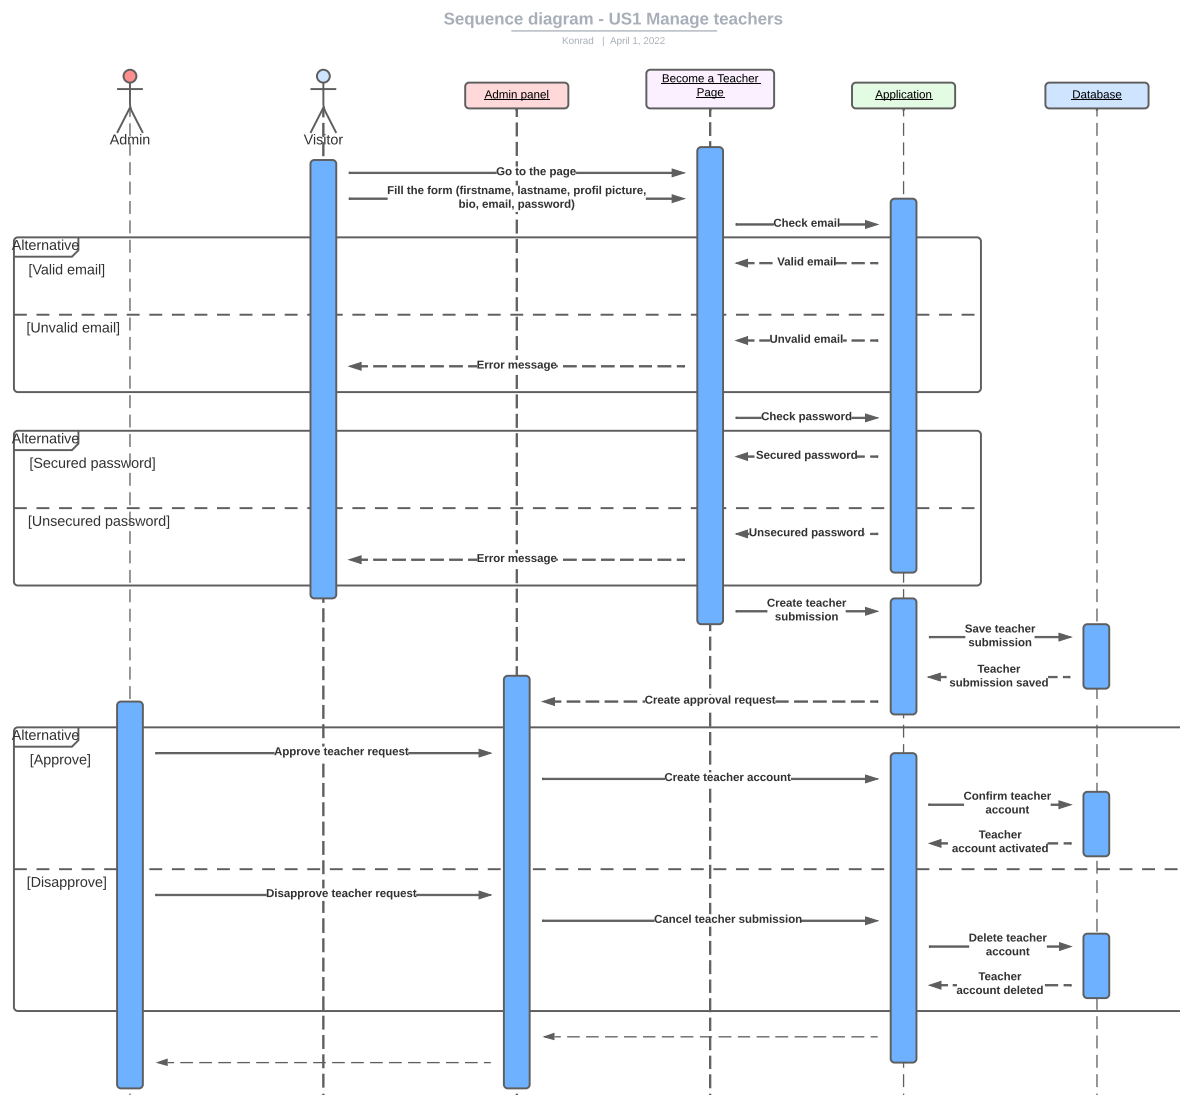 Sequence diagram - US1 Manage teachers
Konrad | April 1, 2022
Admin
Visitor
Admin panel
Become a Teacher
Page
Application
Database
Go to the page
Fill the form (firstname, lastname, profil picture,
bio, email, password)
Check email
Alternative
[Valid email]
Valid email
[Unvalid email]
Unvalid email
Error message
Check password
Alternative
[Secured password]
Secured password
[Unsecured password]
Unsecured password
Error message
Create teacher
submission
Save teacher
submission
Teacher
submission saved
Create approval request
Alternative
[Approve]
Approve teacher request
Create teacher account
Confirm teacher
account
Teacher
account activated
[Disapprove]
Disapprove teacher request
Cancel teacher submission
Delete teacher
account
Teacher
account deleted